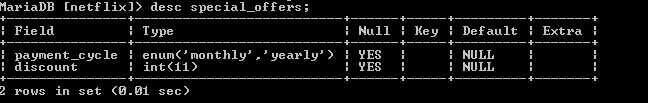 MariaDB [netflix]> desc special_offers;
+---------------+--------------------------+------+-----+---------+-------+
| Field | Type | Null | Key | Default | Extra |
+---------------+--------------------------+------+-----+---------+-------+
| payment_cycle | enum('monthly','yearly') | YES | | NULL | |
| discount | int(11) | YES | | NULL | |
+---------------+--------------------------+------+-----+---------+-------+
2 rows in set (0.01 sec)